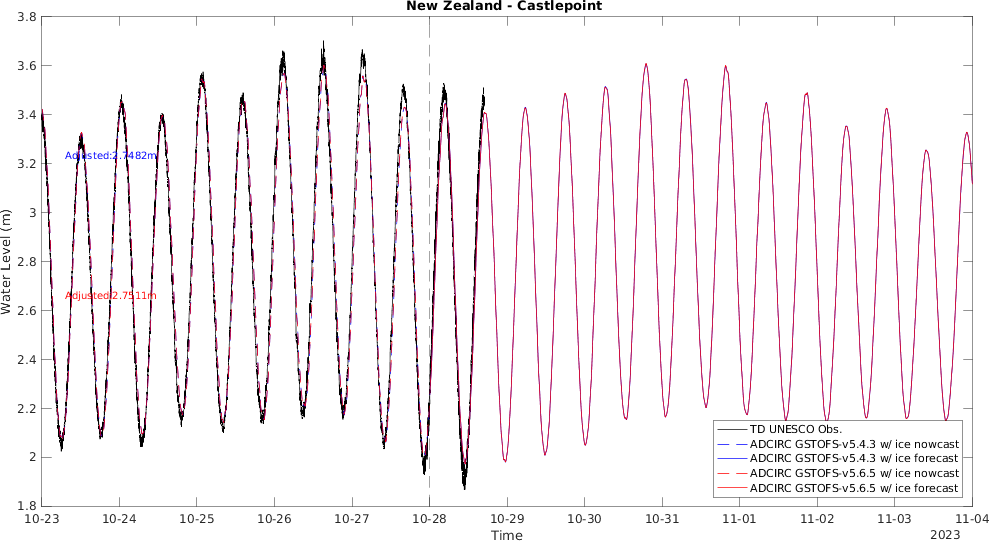 New Zealand - Castlepoint
3.8
3.6
3.4
3.2
3
2.8
2.6
2.4
2.2
2
1.8
Water Level (m)
Adjusted:2.7482m
Adjusted:2.7511m
TD UNESCO Obs.
ADCIRC GSTOFS-v5.4.3 w/ ice nowcast
ADCIRC GSTOFS-v5.4.3 w/ ice forecast
ADCIRC GSTOFS-v5.6.5 w/ ice nowcast
ADCIRC GSTOFS-v5.6.5 w/ ice forecast
10-23 10-24 10-25 10-26 10-27 10-28 10-29 10-30 10-31 11-01 11-02 11-03 11-04
Time
2023